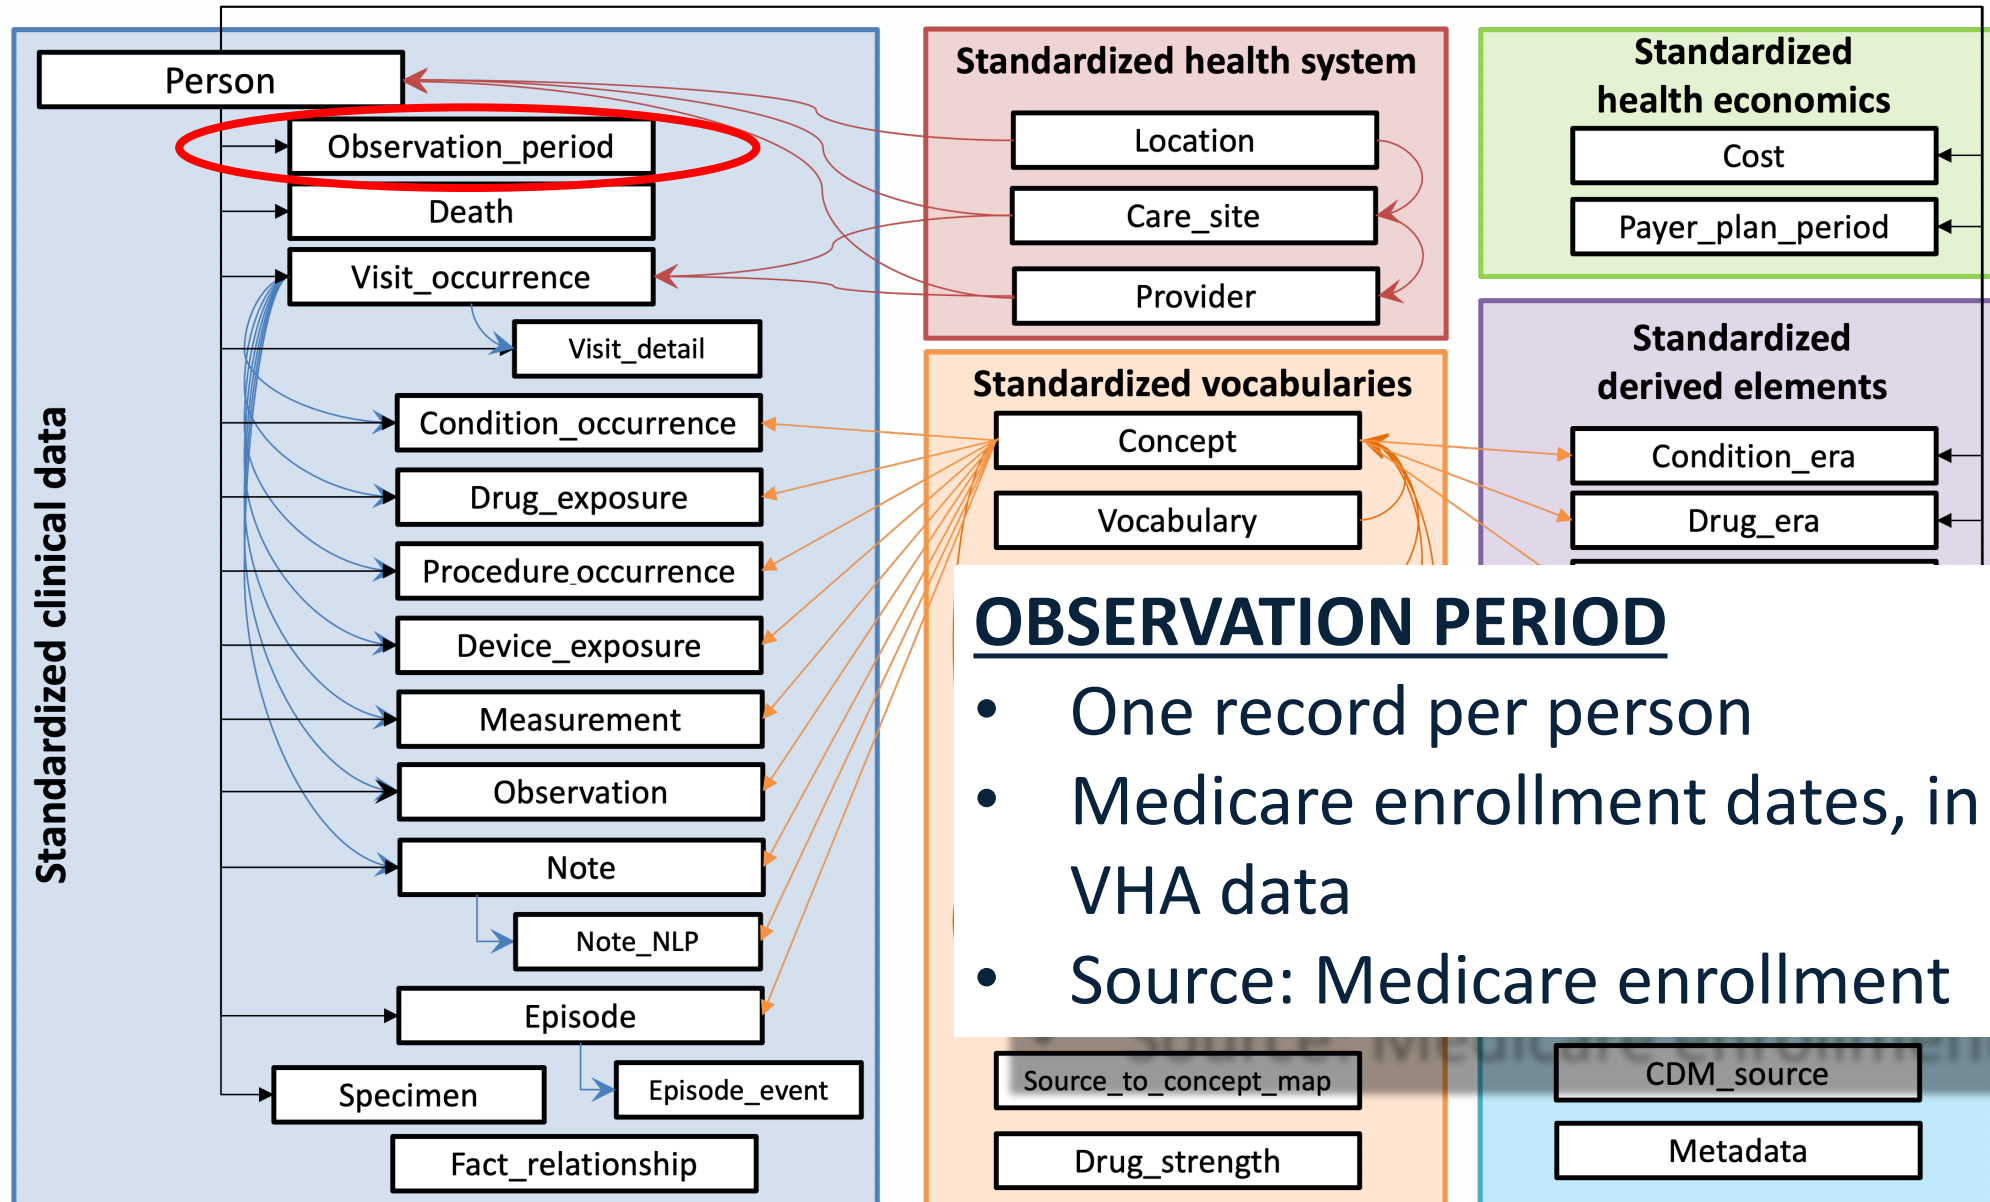 Standardized clinical data
Person
Observation_period
Death
Visit_occurrence
Visit_detail
Condition_occurrence
Drug_exposure
Procedure_occurrence
Device_exposure
Measurement
Observation
Note
Note_NLP
Episode
Episode_event
Specimen
Fact_relationship
Standardized health system
Location
Care_site
Provider
Standardized vocabularies
Concept
Vocabulary
Source_to_concept_map
Drug_strength
Standardized
health economics
Cost
Payer_plan_period
Standardized
derived elements
Condition_era
Drug_era
OBSERVATION PERIOD
• One record per person
• Medicare enrollment dates, in
VHA data
• Source: Medicare enrollment
CDM_source
Metadata